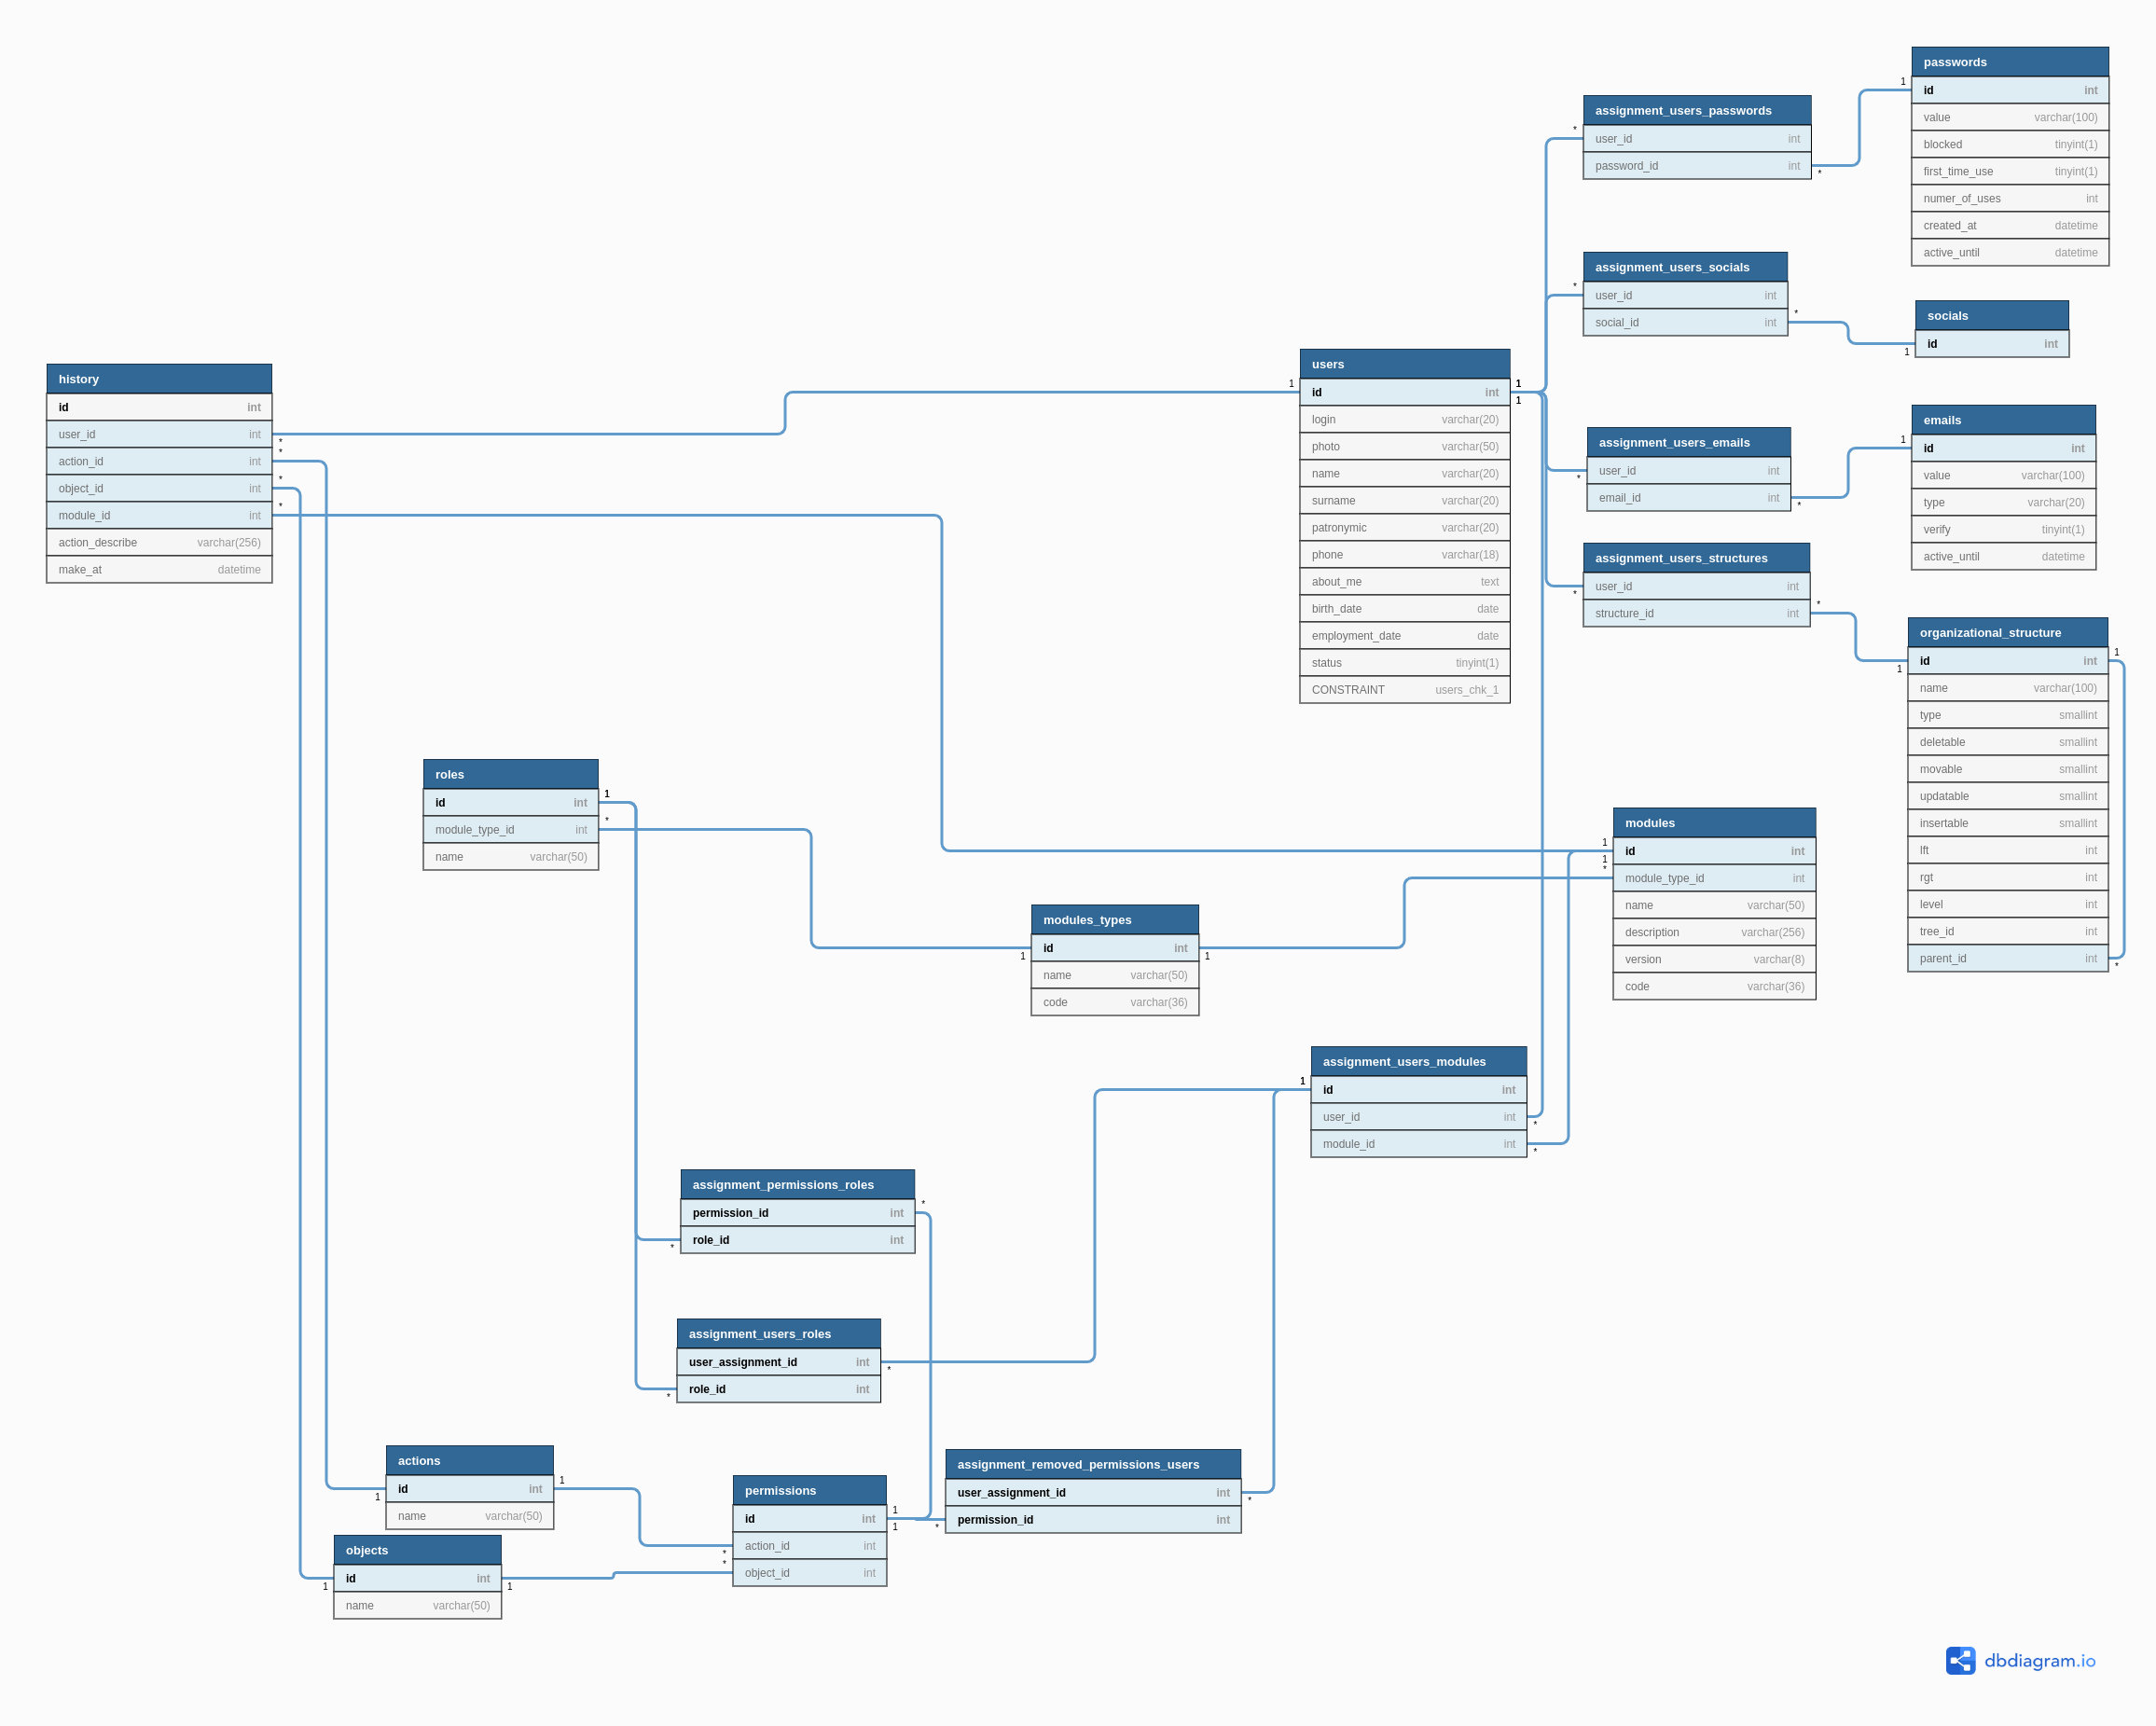 passwords
id int
value varchar(100)
blocked tinyint(1)
first_time_use tinyint(1)
numer_of_uses int
created_at datetime
active_until datetime
assignment_users_passwords
user_id int
password_id int
assignment_users_socials
user_id int
social_id int
socials
id int
users
id int
login varchar(20)
photo varchar(50)
name varchar(20)
surname varchar(20)
patronymic varchar(20)
phone varchar(18)
about_me text
birth_date date
employment_date date
status tinyint(1)
CONSTRAINT users_chk_1
history
id int
user_id int
action_id int
object_id int
module_id int
action_describe varchar(256)
make_at datetime
emails
id int
value varchar(100)
type varchar(20)
verify tinyint(1)
active_until datetime
assignment_users_emails
user_id int
email_id int
assignment_users_structures
user_id int
structure_id int
organizational_structure
id int
name varchar(100)
type smallint
deletable smallint
movable smallint
updatable smallint
insertable smallint
lft int
rgt int
level int
tree_id int
parent_id int
roles
id int
module_type_id int
name varchar(50)
modules
id int
module_type_id int
name varchar(50)
description varchar(256)
version varchar(8)
code varchar(36)
modules_types
id int
name varchar(50)
code varchar(36)
assignment_users_modules
id int
user_id int
module_id int
assignment_permissions_roles
permission_id int
role_id int
assignment_users_roles
user_assignment_id int
role_id int
actions
id int
name varchar(50)
assignment_removed_permissions_users
user_assignment_id int
permission_id int
permissions
id int
action_id int
object_id int
objects
id int
name varchar(50)
dbdiagram.io